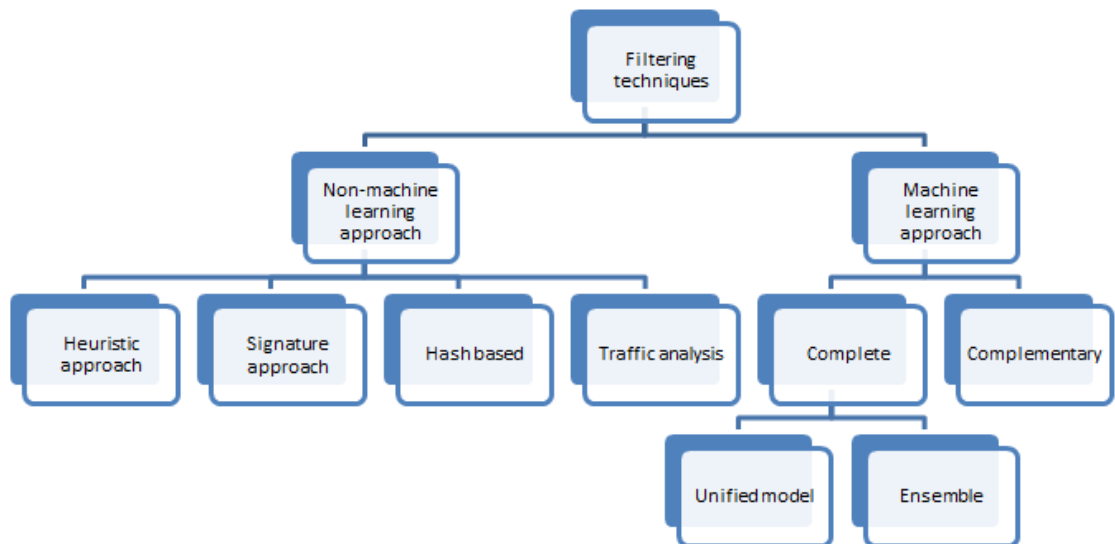 Filtering
techniques
Non-machine
learning
approach
Machine
learning
approach
Heuristic
approach
Signature
approach
Hash based
Traffic analysis
Complete
Complementary
Unified model
Ensemble